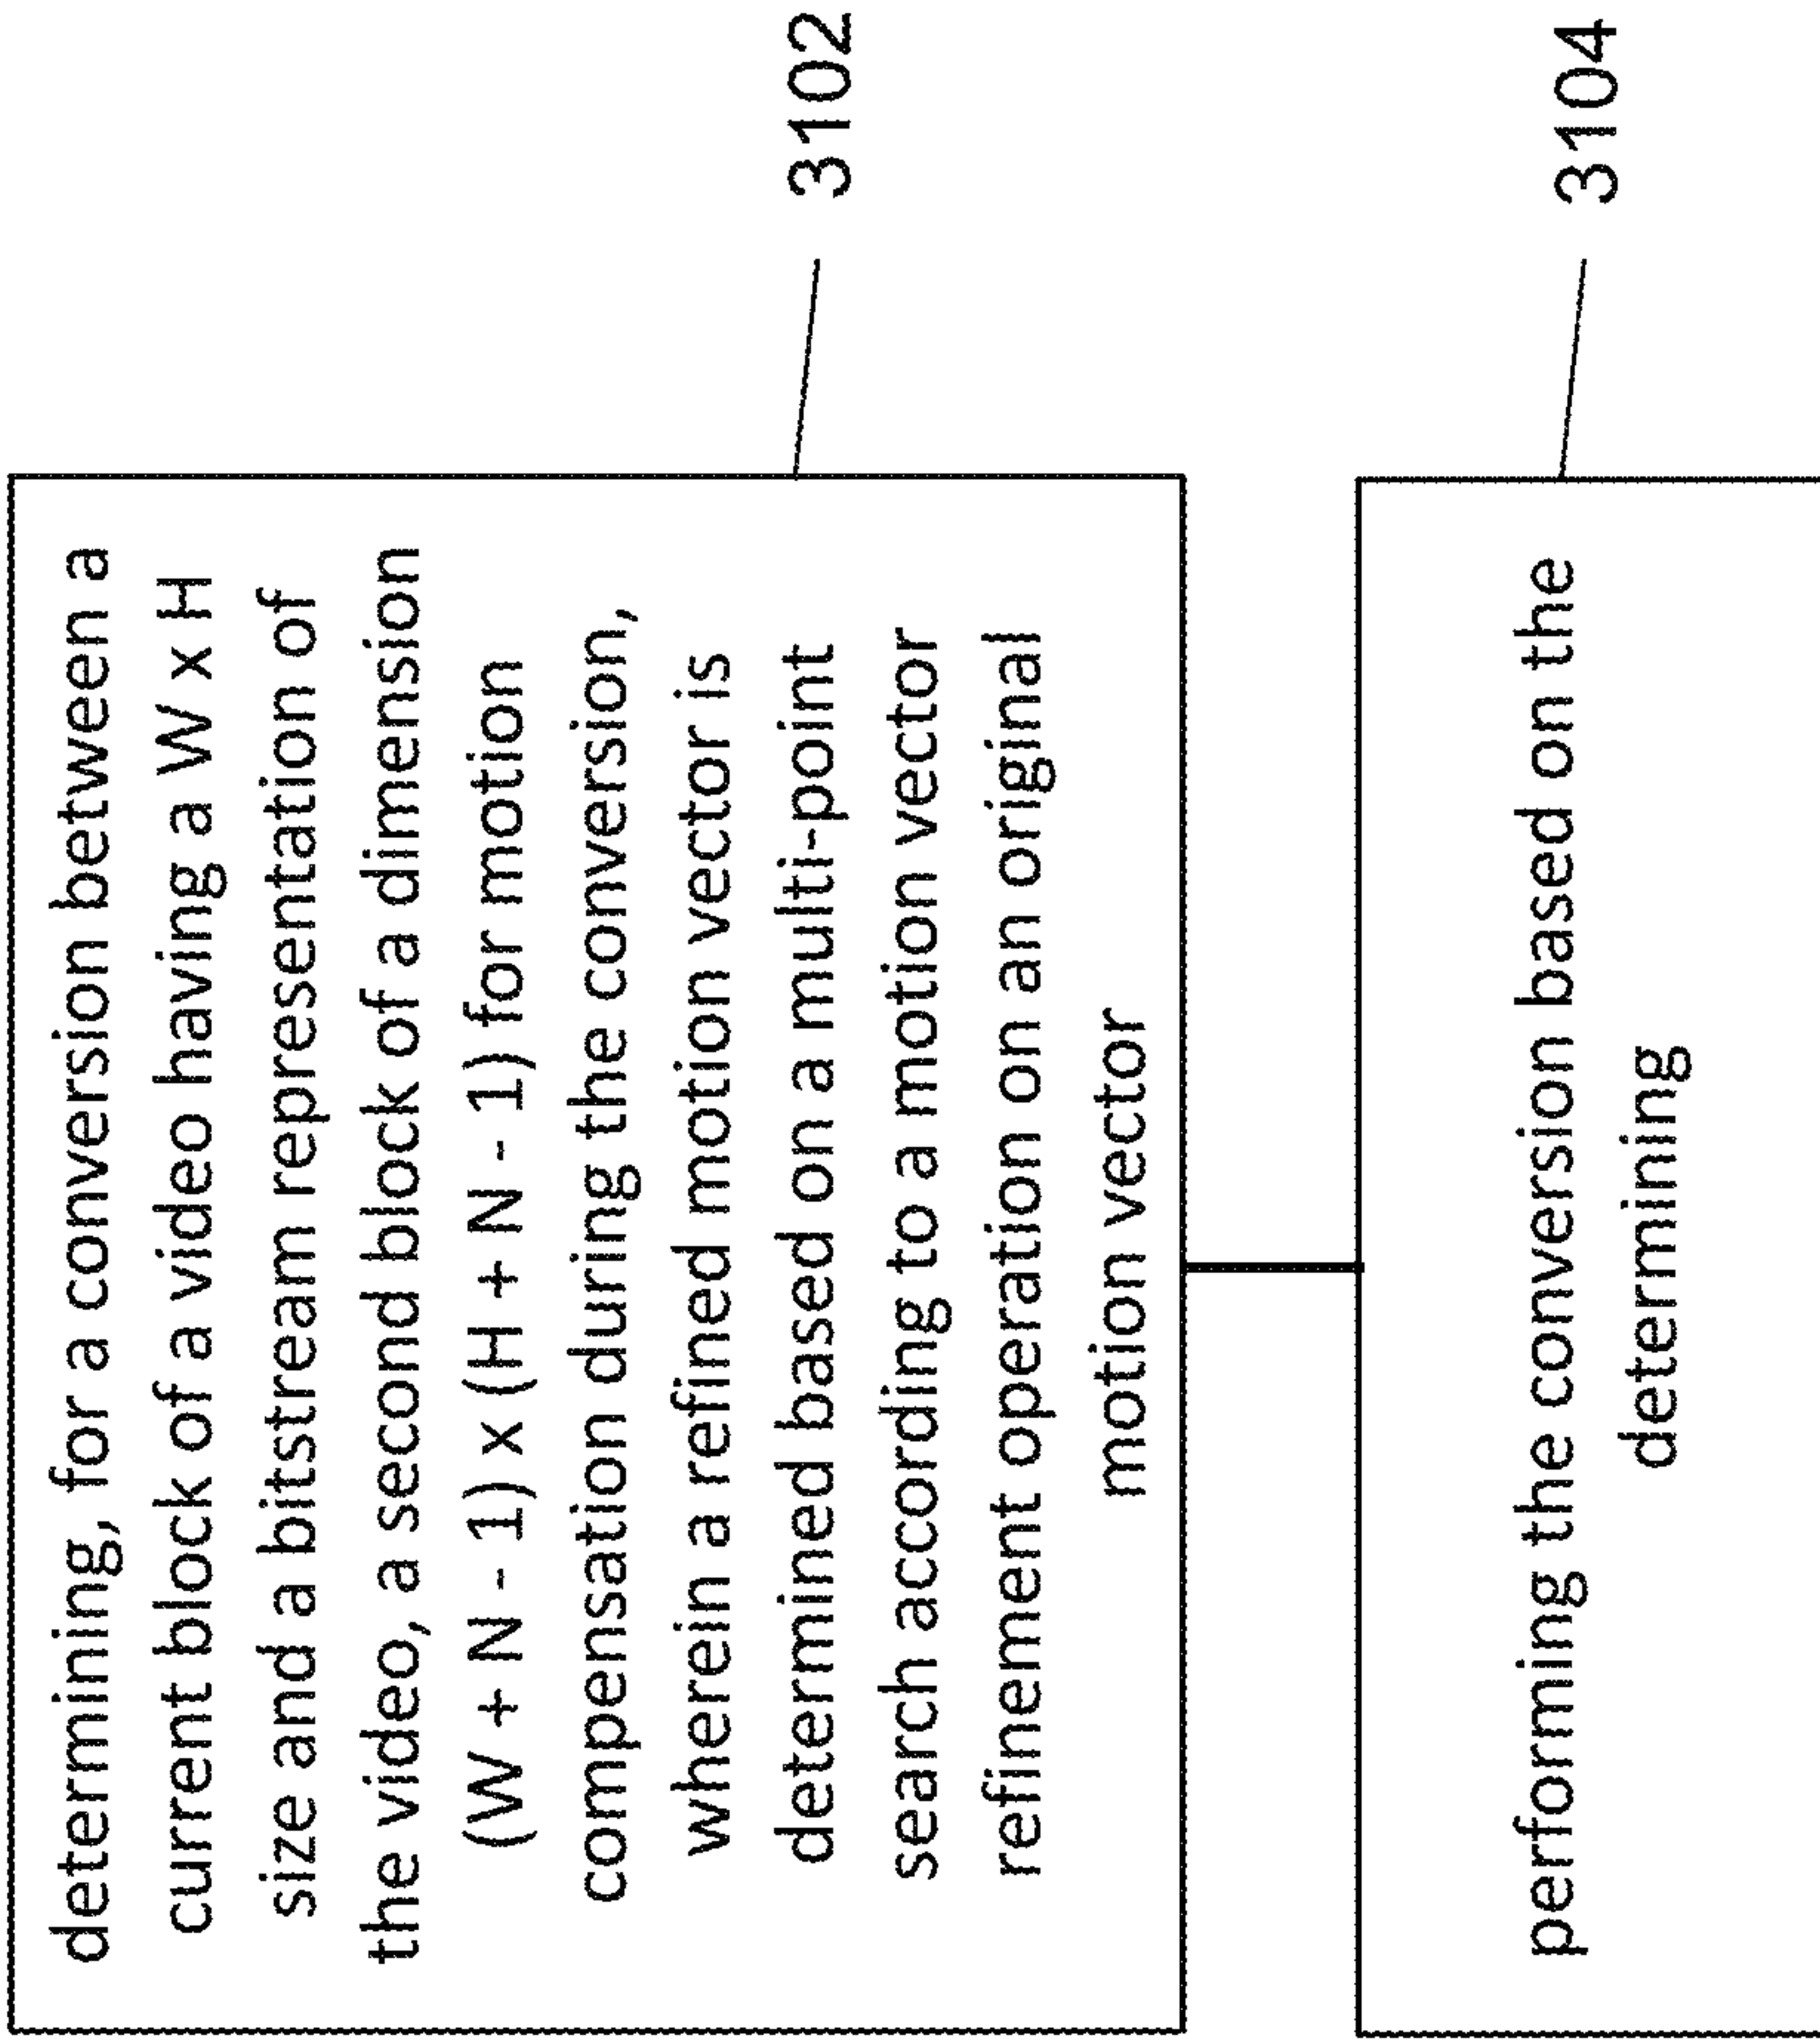 determining, for a conversion between a
current block of a video having a W x H
size and a bitstream representation of
the video, a second block of a dimension
(W + N - 1) x (H + N - 1) for motion
compensation during the conversion,
wherein a refined motion vector is
determined based on a multi-point
search according to a motion vector
refinement operation on an original
motion vector
3102
performing the conversion based on the
determining
3104